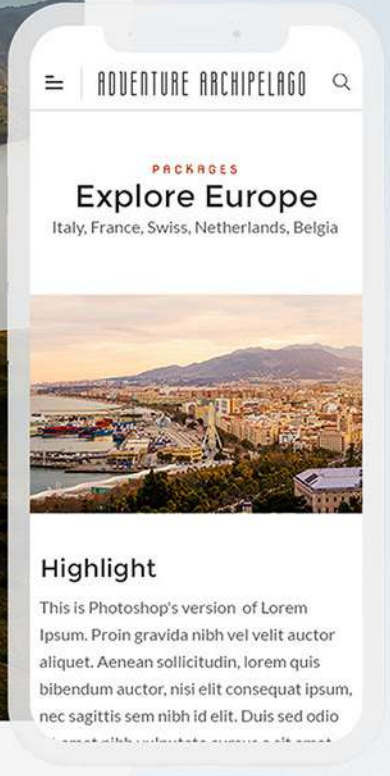 ADVENTURE ARCHIPELAGO
PACKAGES
Explore Europe
Italy, France, Swiss, Netherlands, Belgia
Highlight
This is Photoshop's version of Lorem
Ipsum. Proin gravida nibh vel velit auctor
aliquet. Aenean sollicitudin, lorem quis
bibendum auctor, nisi elit consequat ipsum,
nec sagittis sem nibh id elit. Duis sed odio